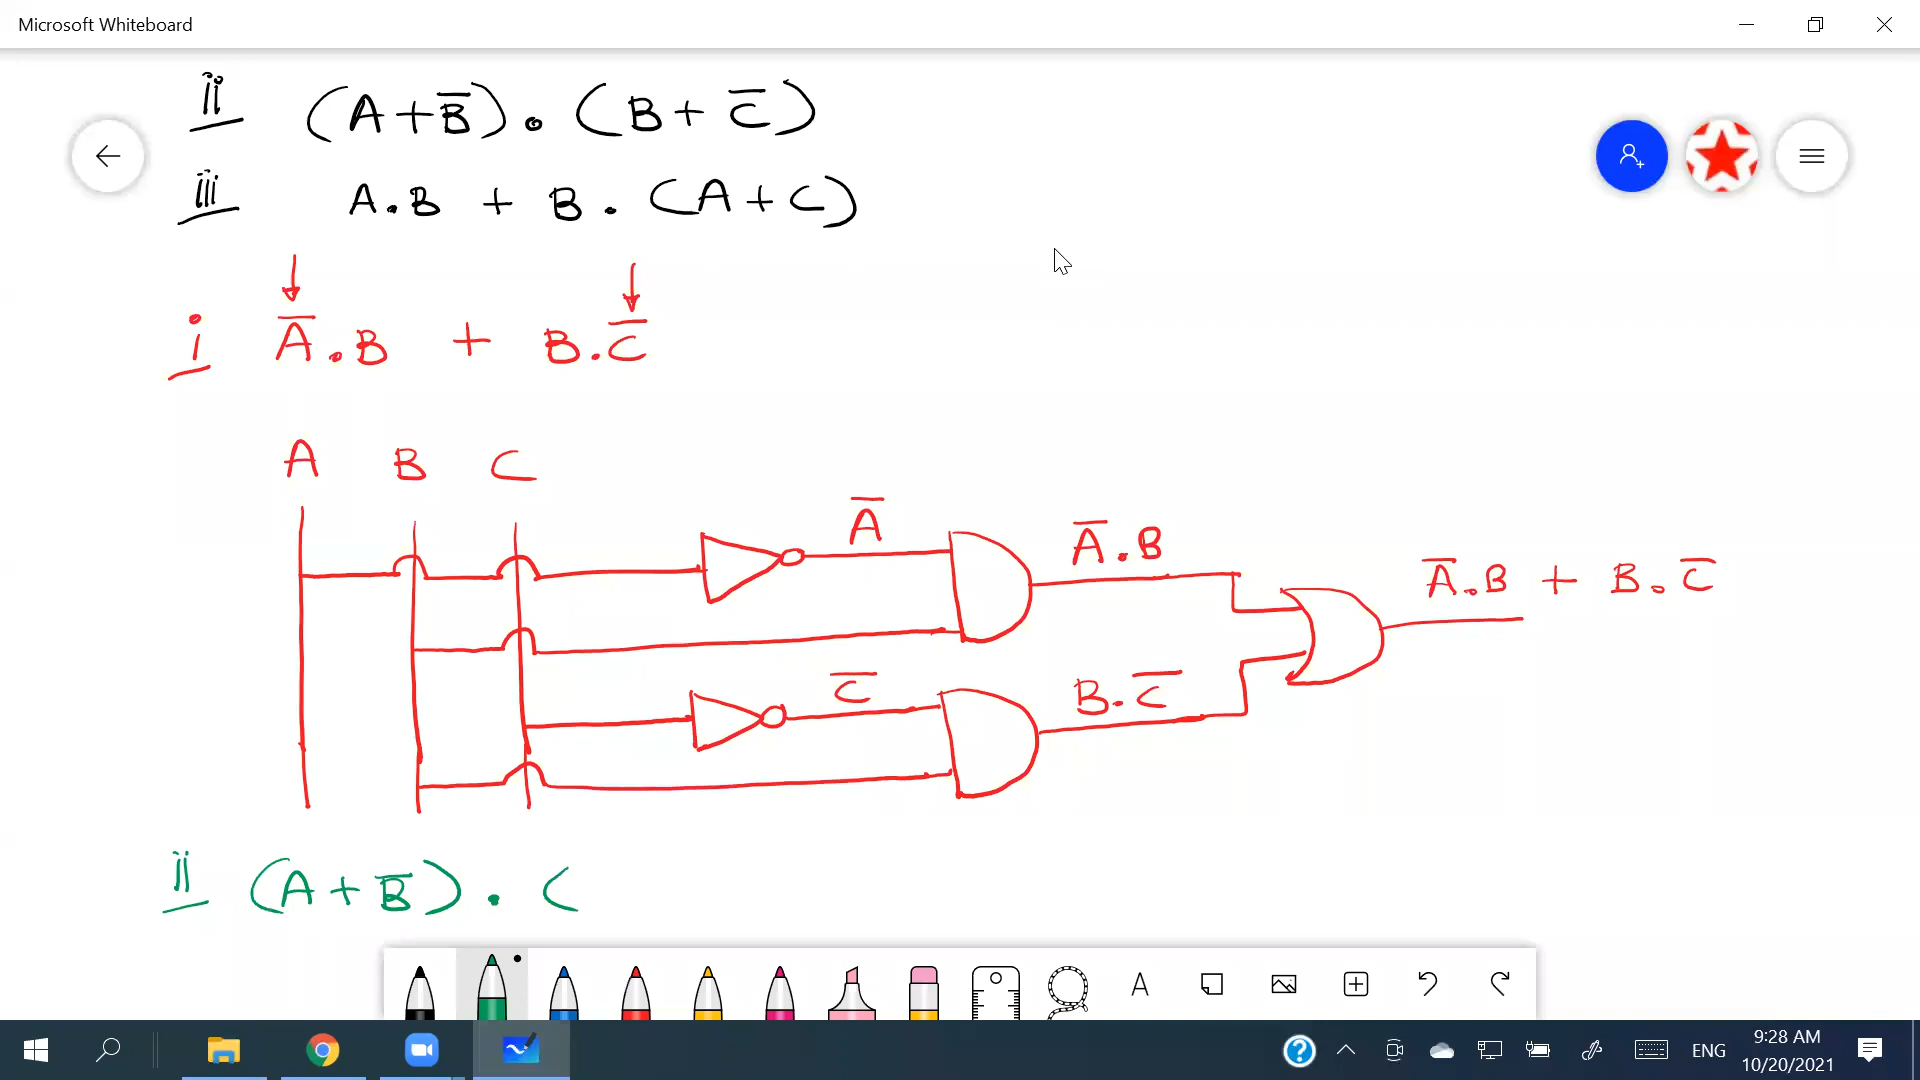 Microsoft Whiteboard
ii (A+B̅).(B+C̅)
iii A.B + B.(A+C)
i A̅.B + B.C̅
A B C
A̅
A̅.B
A̅.B + B.C̅
C̅
B.C̅
ii (A+B̅).(
A
ENG
9:28 AM
10/20/2021